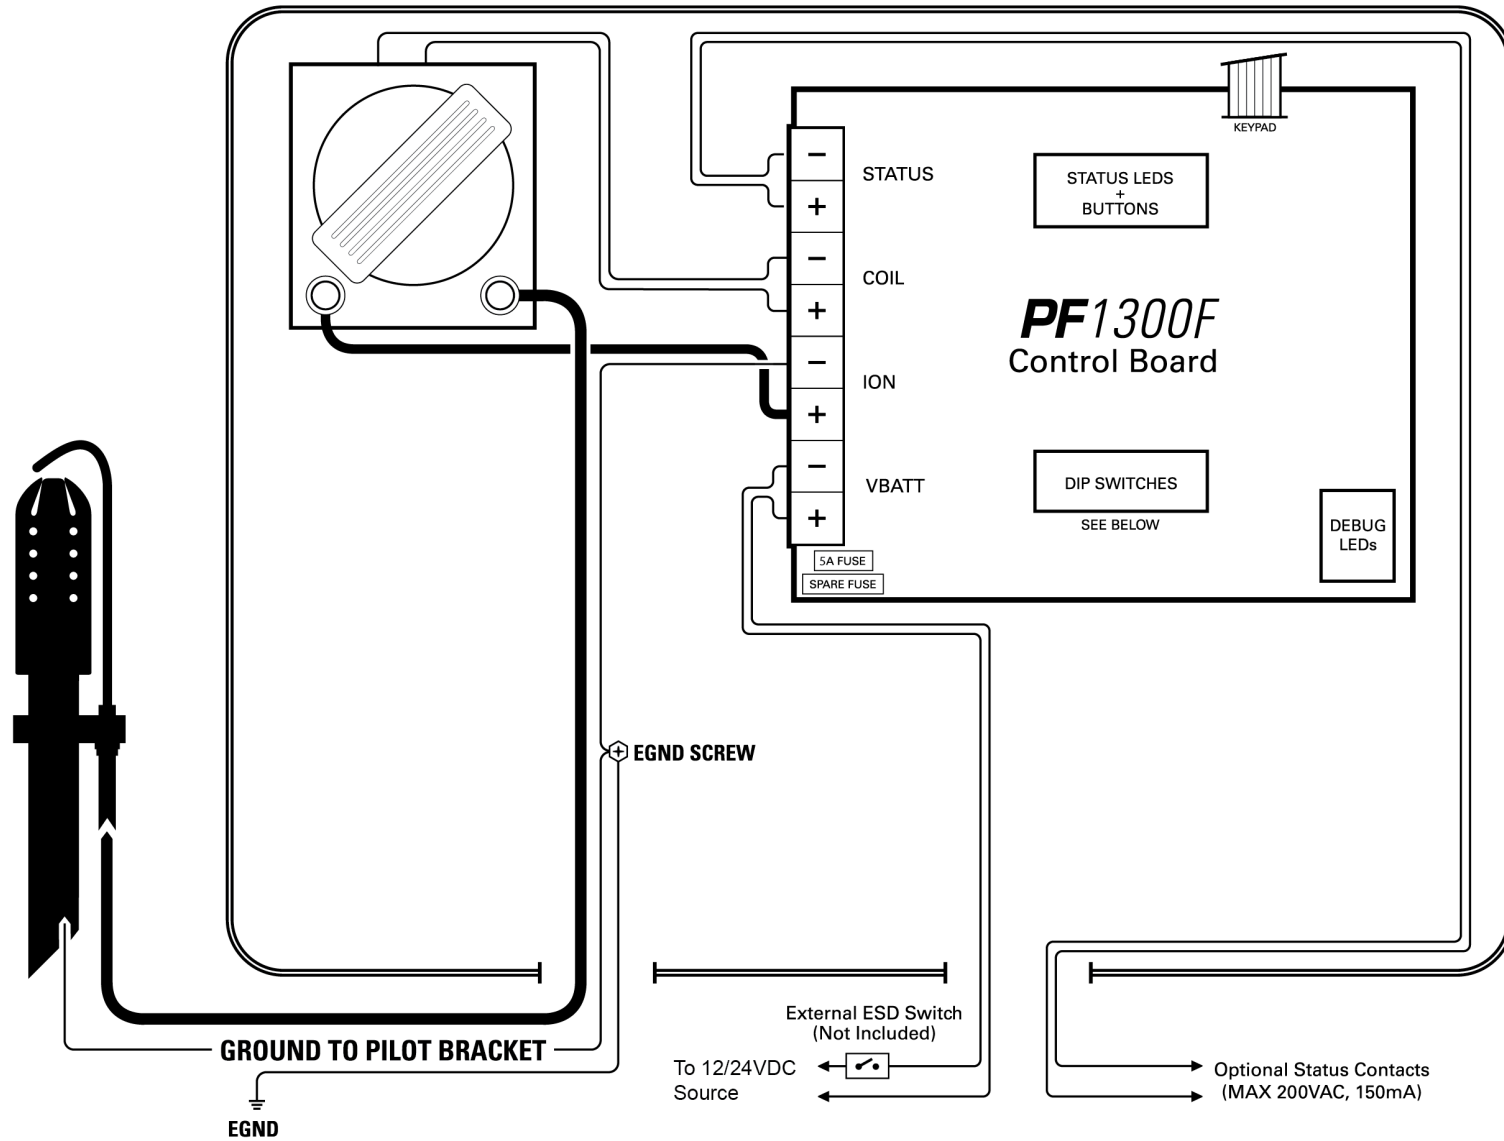 KEYPAD
−
STATUS
+
STATUS LEDS
+
BUTTONS
−
COIL
+
PF1300F
Control Board
−
ION
+
−
VBATT
+
DIP SWITCHES
SEE BELOW
DEBUG
LEDs
5A FUSE
SPARE FUSE
EGND SCREW
External ESD Switch
(Not Included)
GROUND TO PILOT BRACKET
To 12/24VDC
Source
Optional Status Contacts
(MAX 200VAC, 150mA)
EGND